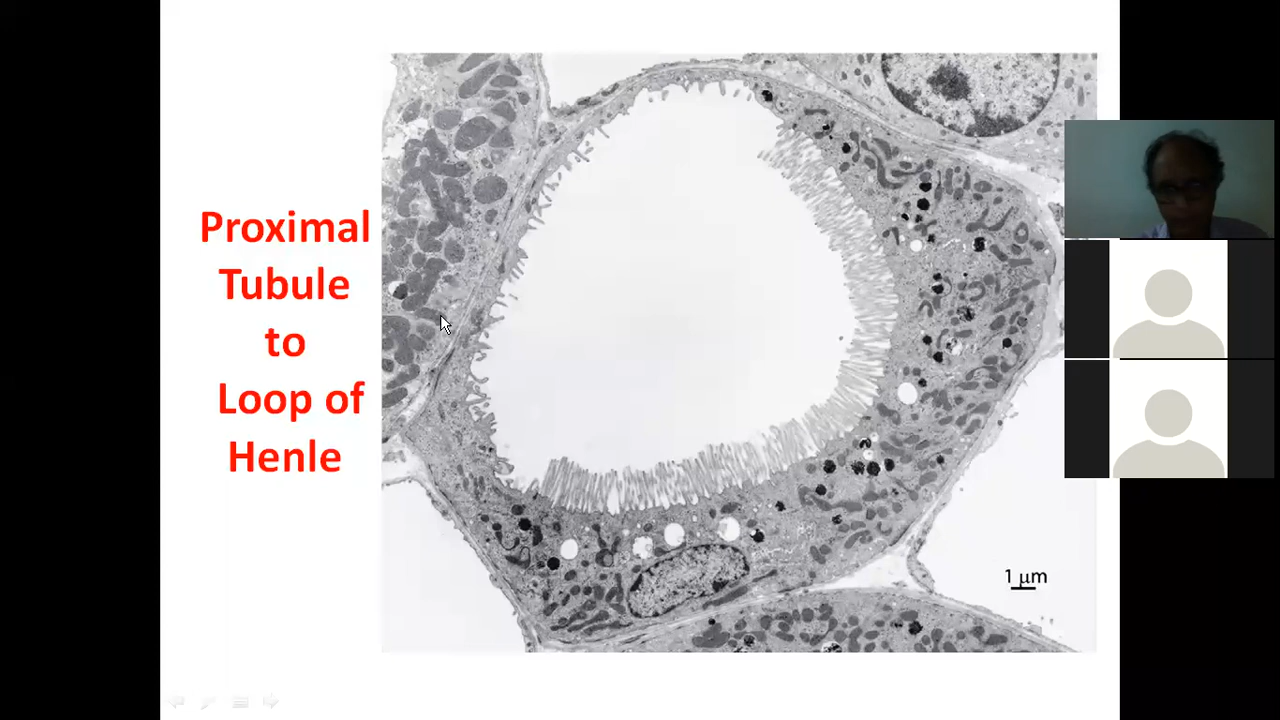 Proximal
Tubule
to
Loop of
Henle
1 μm